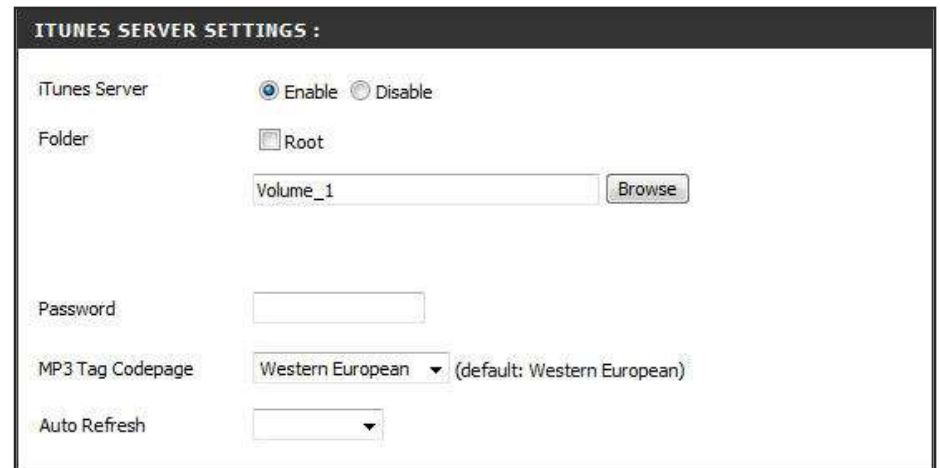 ITUNES SERVER SETTINGS :
iTunes Server Enable Disable
Folder Root
Volume_1 Browse
Password
MP3 Tag Codepage Western European (default: Western European)
Auto Refresh